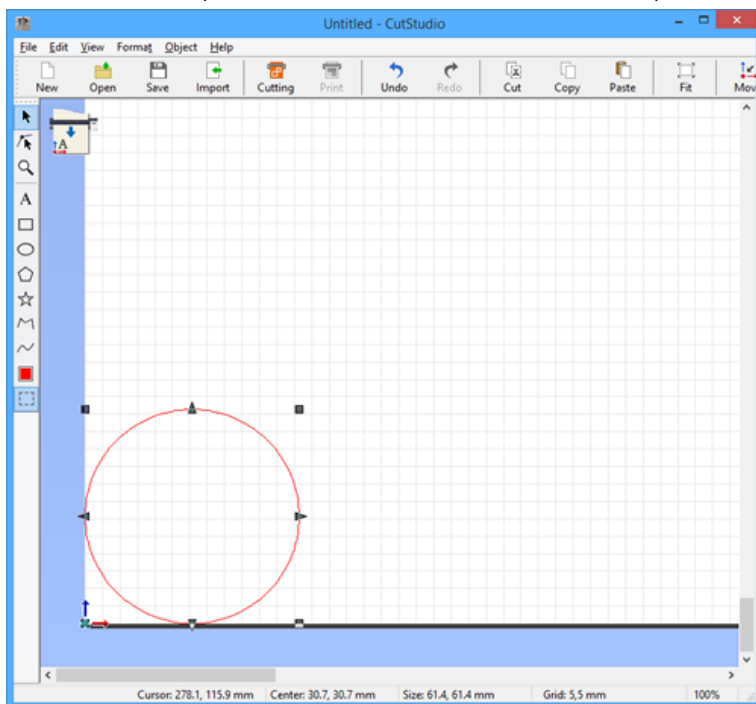 Untitled - CutStudio
File Edit View Format Object Help
New Open Save Import Cutting Print Undo Redo Cut Copy Paste Fit Mov
A
A
Cursor: 278.1, 115.9 mm Center: 30.7, 30.7 mm Size: 61.4, 61.4 mm Grid: 5,5 mm 100%